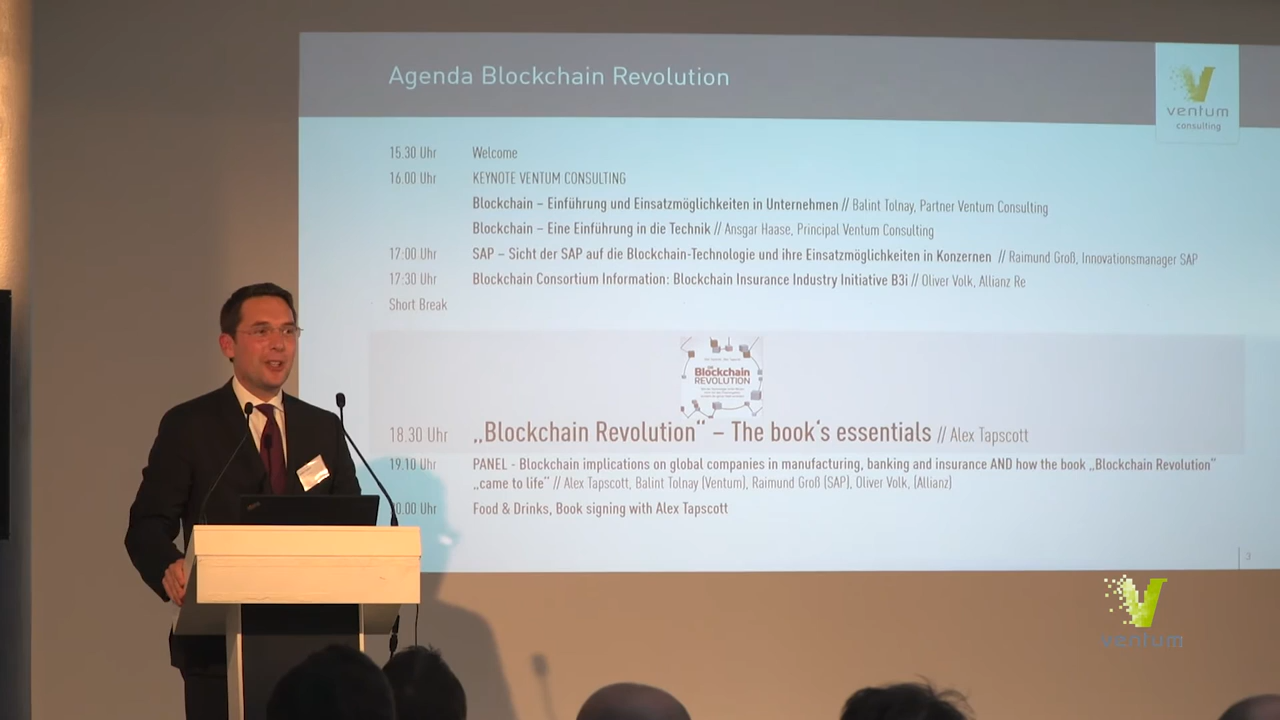 Agenda Blockchain Revolution
ventum
consulting
15.30 Uhr Welcome
16.00 Uhr KEYNOTE VENTUM CONSULTING
Blockchain – Einführung und Einsatzmöglichkeiten in Unternehmen // Balint Tolnay, Partner Ventum Consulting
Blockchain – Eine Einführung in die Technik // Ansgar Haase, Principal Ventum Consulting
17:00 Uhr SAP – Sicht der SAP auf die Blockchain-Technologie und ihre Einsatzmöglichkeiten in Konzernen // Raimund Groß, Innovationsmanager SAP
17:30 Uhr Blockchain Consortium Information: Blockchain Insurance Industry Initiative B3i // Oliver Volk, Allianz Re
Short Break
Blockchain
REVOLUTION
18.30 Uhr „Blockchain Revolution“ – The book‘s essentials // Alex Tapscott
19.10 Uhr PANEL - Blockchain implications on global companies in manufacturing, banking and insurance AND how the book „Blockchain Revolution“
„came to life“ // Alex Tapscott, Balint Tolnay (Ventum), Raimund Groß (SAP), Oliver Volk, (Allianz)
0.00 Uhr Food & Drinks, Book signing with Alex Tapscott
3
ventum